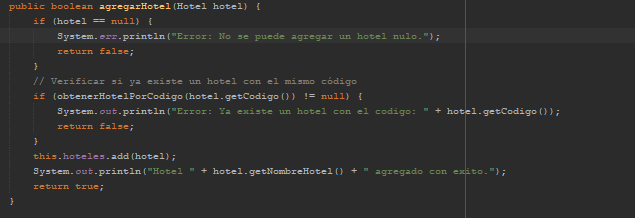 public boolean agregarHotel(Hotel hotel) {
if (hotel == null) {
System.err.println("Error: No se puede agregar un hotel nulo.");
return false;
}
// Verificar si ya existe un hotel con el mismo código
if (obtenerHotelPorCodigo(hotel.getCodigo()) != null) {
System.out.println("Error: Ya existe un hotel con el codigo: " + hotel.getCodigo());
return false;
}
this.hoteles.add(hotel);
System.out.println("Hotel " + hotel.getNombreHotel() + " agregado con exito.");
return true;
}